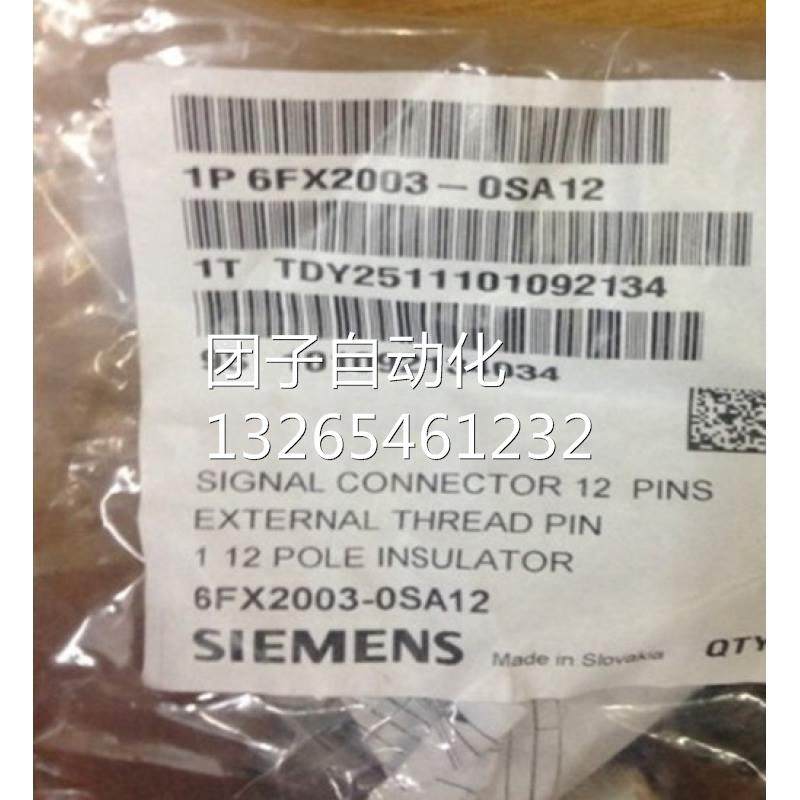 1P 6FX2003-0SA12
1T TDY2511101092134
团子自动化
13265461232
SIGNAL CONNECTOR 12 PINS
EXTERNAL THREAD PIN
1 12 POLE INSULATOR
6FX2003-0SA12
SIEMENS Made in Slovakia QTY